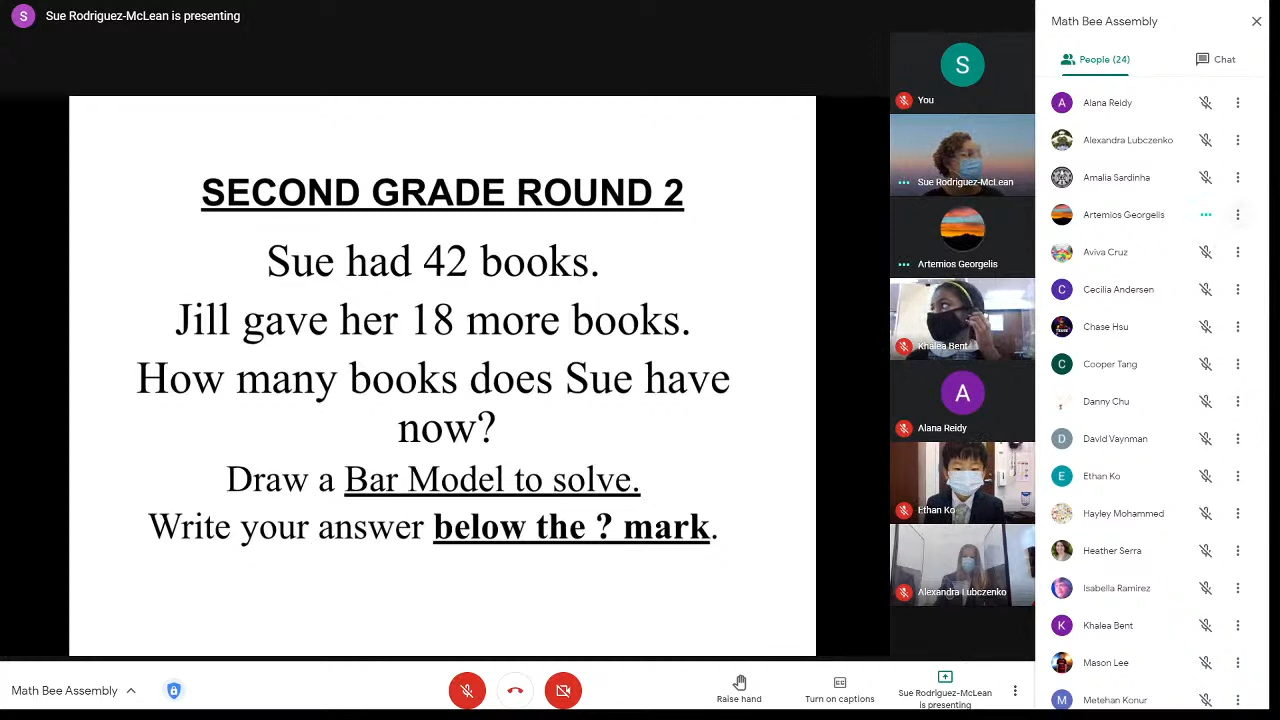 S
Sue Rodriguez-McLean is presenting
SECOND GRADE ROUND 2
Sue had 42 books.
Jill gave her 18 more books.
How many books does Sue have
now?
Draw a Bar Model to solve.
Write your answer below the ? mark.
S
You
Sue Rodriguez-McLean
Artemios Georgelis
Khalea Bent
A
Alana Reidy
Ethan Ko
Alexandra Lubczenko
Math Bee Assembly
People (24)
Chat
A
Alana Reidy
Alexandra Lubczenko
Amalia Sardinha
Artemios Georgelis
Aviva Cruz
C
Cecilia Andersen
Chase Hsu
C
Cooper Tang
Danny Chu
D
David Vaynman
E
Ethan Ko
Hayley Mohammed
Heather Serra
Isabella Ramirez
K
Khalea Bent
Mason Lee
M
Metehan Konur
Math Bee Assembly
Raise hand
CC
Turn on captions
Sue Rodriguez-McLean
is presenting